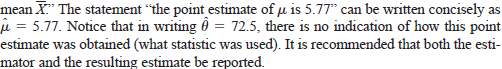 mean X̅.” The statement “the point estimate of μ is 5.77” can be written concisely as
μ̂ = 5.77. Notice that in writing θ̂ = 72.5, there is no indication of how this point
estimate was obtained (what statistic was used). It is recommended that both the esti-
mator and the resulting estimate be reported.